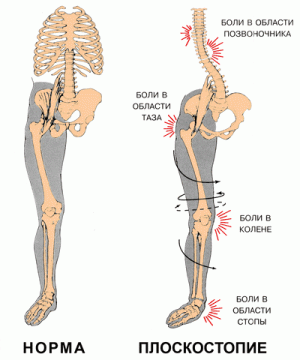 БОЛИ В ОБЛАСТИ
ПОЗВОНОЧНИКА
БОЛИ В
ОБЛАСТИ
ТАЗА
БОЛИ В
КОЛЕНЕ
БОЛИ В
ОБЛАСТИ
СТОПЫ
НОРМА
ПЛОСКОСТОПИЕ